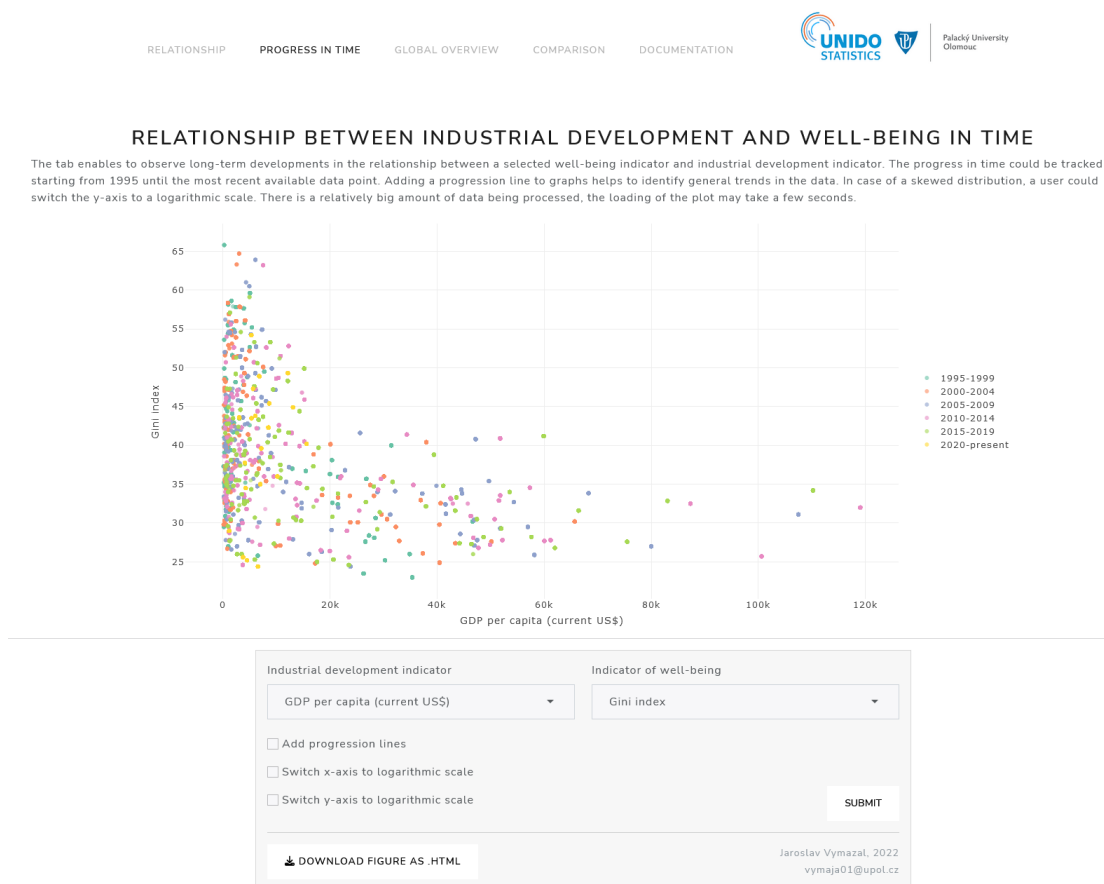 RELATIONSHIP
PROGRESS IN TIME
GLOBAL OVERVIEW
COMPARISON
DOCUMENTATION
UNIDO
STATISTICS
Palacký University
Olomouc
RELATIONSHIP BETWEEN INDUSTRIAL DEVELOPMENT AND WELL-BEING IN TIME
The tab enables to observe long-term developments in the relationship between a selected well-being indicator and industrial development indicator. The progress in time could be tracked
starting from 1995 until the most recent available data point. Adding a progression line to graphs helps to identify general trends in the data. In case of a skewed distribution, a user could
switch the y-axis to a logarithmic scale. There is a relatively big amount of data being processed, the loading of the plot may take a few seconds.
65
60
55
50
45
40
35
30
25
Gini index
0
20k
40k
60k
80k
100k
120k
GDP per capita (current US$)
1995-1999
2000-2004
2005-2009
2010-2014
2015-2019
2020-present
Industrial development indicator
GDP per capita (current US$)
Indicator of well-being
Gini index
Add progression lines
Switch x-axis to logarithmic scale
Switch y-axis to logarithmic scale
SUBMIT
DOWNLOAD FIGURE AS .HTML
Jaroslav Vymazal, 2022
vymaja01@upol.cz